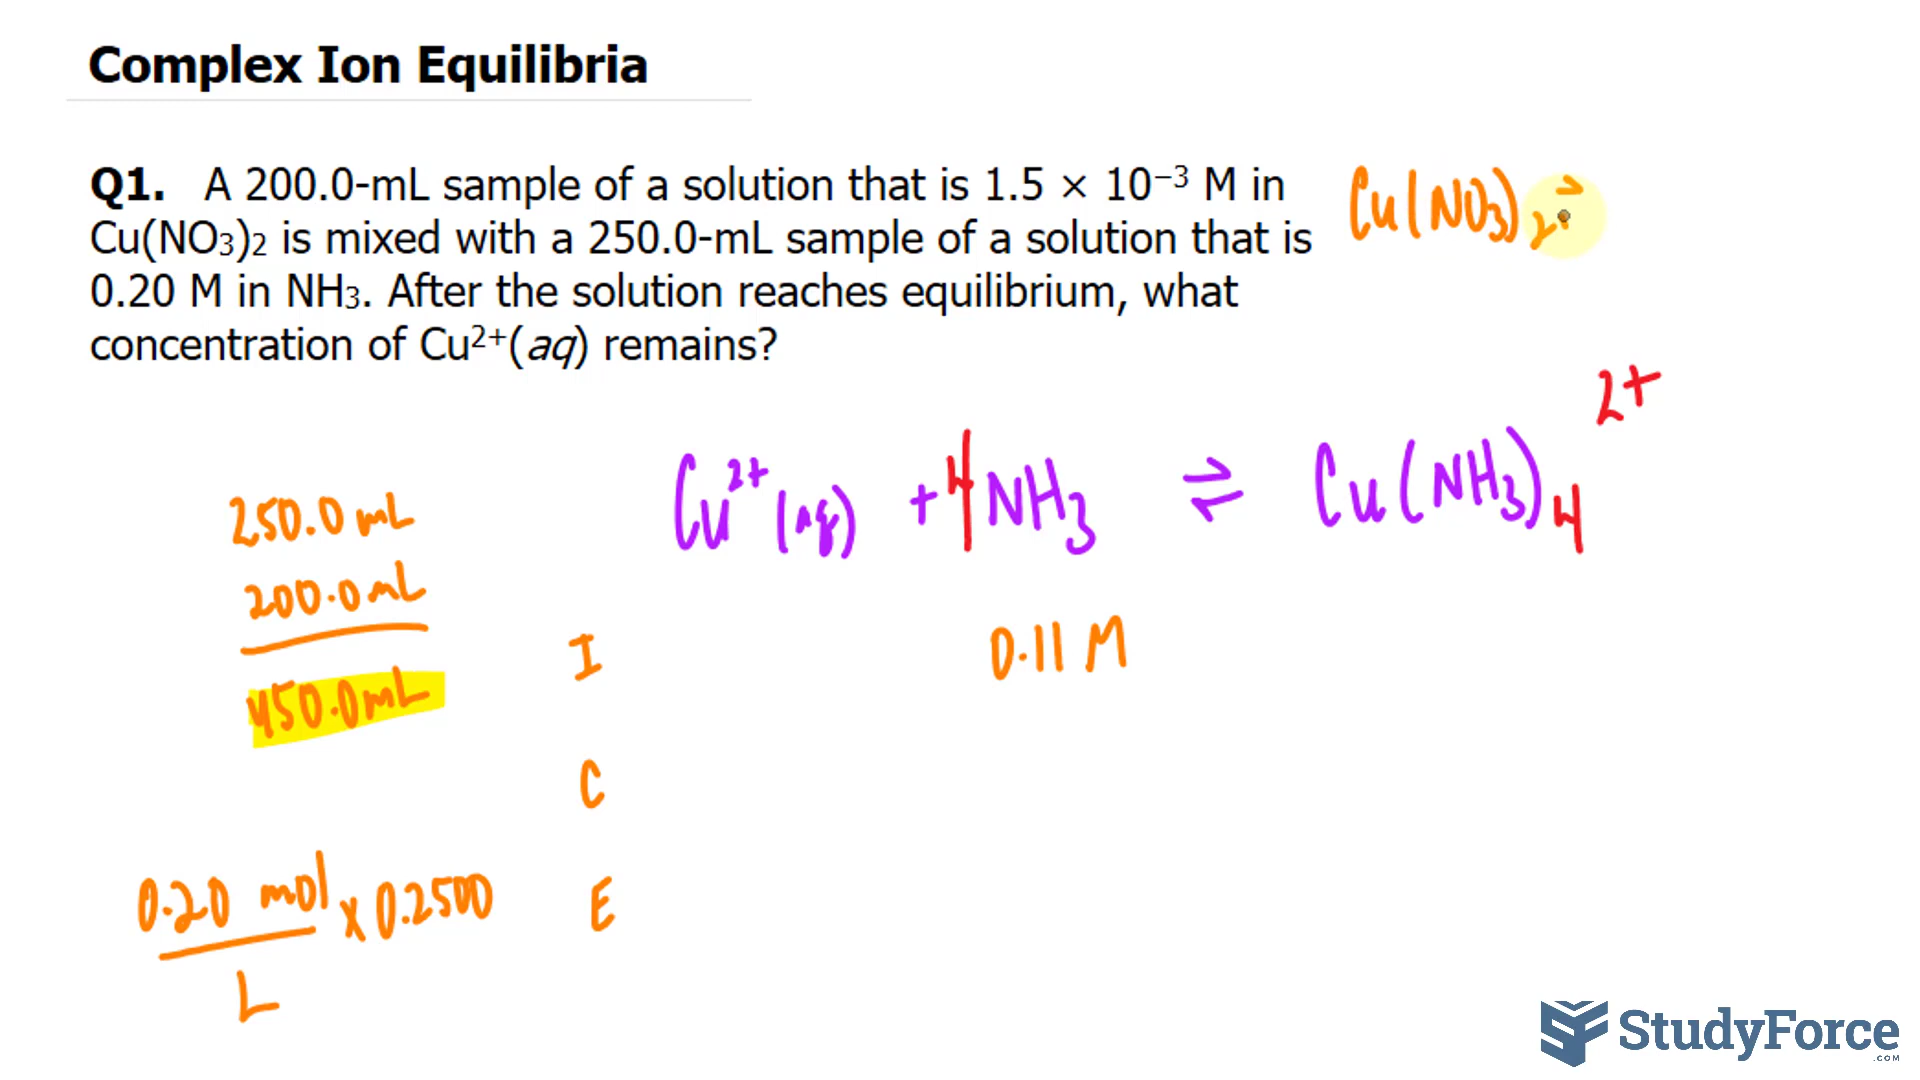 Complex Ion Equilibria
Q1. A 200.0-mL sample of a solution that is 1.5 × 10⁻³ M in
Cu(NO₃)₂ is mixed with a 250.0-mL sample of a solution that is
0.20 M in NH₃. After the solution reaches equilibrium, what
concentration of Cu²⁺(aq) remains?
Cu(NO₃)₂ ⇌
Cu²⁺(aq) + 4NH₃ ⇌ Cu(NH₃)₄²⁺
250.0 mL
200.0 mL
450.0 mL
I 0.11 M
C
E
0.20 mol × 0.2500
L
StudyForce
.COM